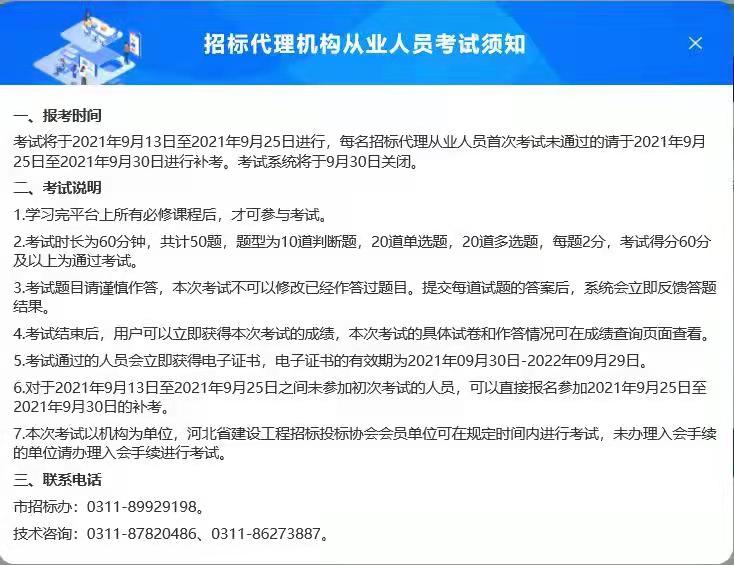 招标代理机构从业人员考试须知
一、报考时间
考试将于2021年9月13日至2021年9月25日进行，每名招标代理从业人员首次考试未通过的请于2021年9月
25日至2021年9月30日进行补考。考试系统将于9月30日关闭。
二、考试说明
1.学习完平台上所有必修课程后，才可参与考试。
2.考试时长为60分钟，共计50题，题型为10道判断题，20道单选题，20道多选题，每题2分，考试得分60分
及以上为通过考试。
3.考试题目请谨慎作答，本次考试不可以修改已经作答过题目。提交每道试题的答案后，系统会立即反馈答题
结果。
4.考试结束后，用户可以立即获得本次考试的成绩，本次考试的具体试卷和作答情况可在成绩查询页面查看。
5.考试通过的人员会立即获得电子证书，电子证书的有效期为2021年09月30日-2022年09月29日。
6.对于2021年9月13日至2021年9月25日之间未参加初次考试的人员，可以直接报名参加2021年9月25日至
2021年9月30日的补考。
7.本次考试以机构为单位，河北省建设工程招标投标协会会员单位可在规定时间内进行考试，未办理入会手续
的单位请办理入会手续进行考试。
三、联系电话
市招标办：0311-89929198。
技术咨询：0311-87820486、0311-86273887。